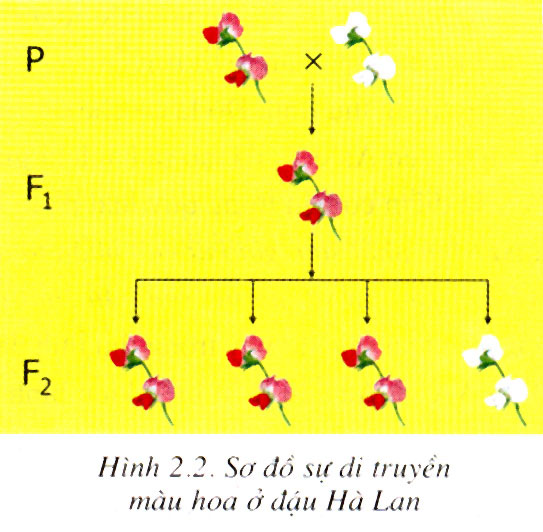 P
×
F₁
F₂
Hình 2.2. Sơ đồ sự di truyền
màu hoa ở đậu Hà Lan